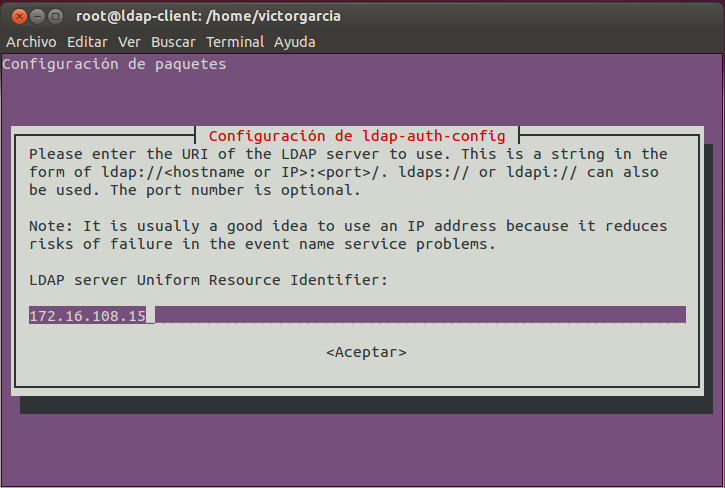 root@ldap-client: /home/victorgarcia
Archivo Editar Ver Buscar Terminal Ayuda
Configuración de paquetes
Configuración de ldap-auth-config
Please enter the URI of the LDAP server to use. This is a string in the
form of ldap://<hostname or IP>:<port>/. ldaps:// or ldapi:// can also
be used. The port number is optional.
Note: It is usually a good idea to use an IP address because it reduces
risks of failure in the event name service problems.
LDAP server Uniform Resource Identifier:
172.16.108.15
<Aceptar>